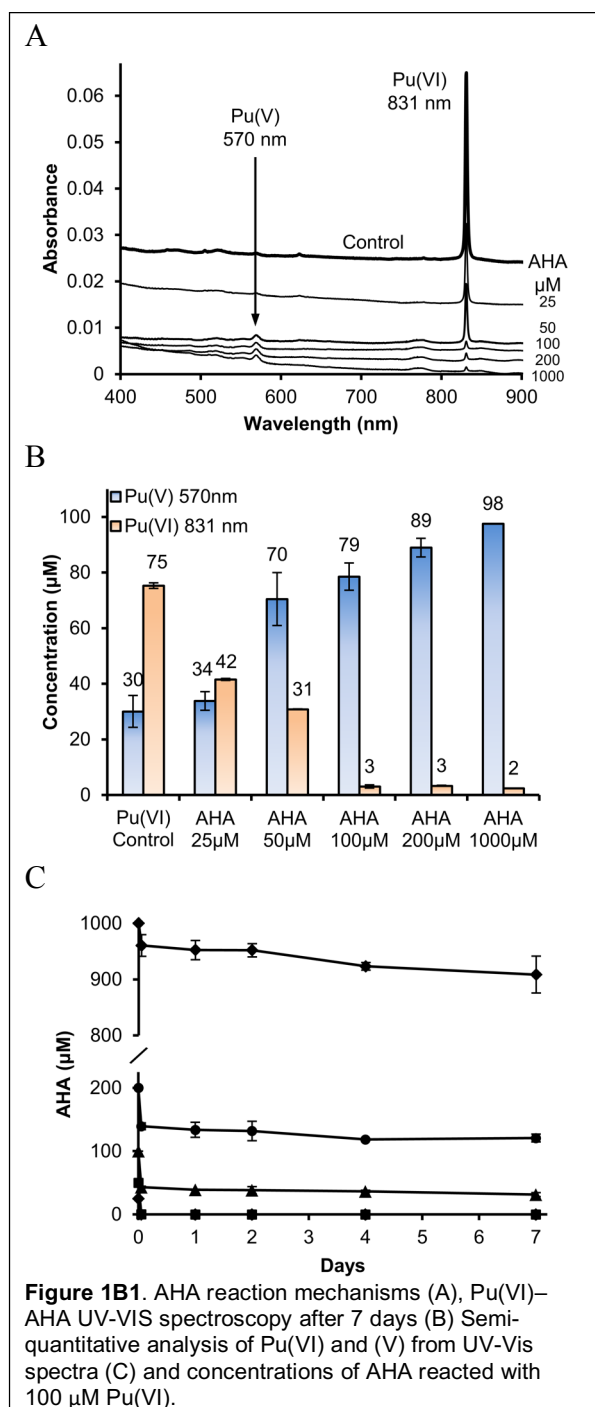 A
Pu(VI)
831 nm
Pu(V)
570 nm
Control
AHA
µM
25
50
100
200
1000
0.06
0.05
0.04
0.03
0.02
0.01
0
Absorbance
400 500 600 700 800 900
Wavelength (nm)
B
Pu(V) 570nm
Pu(VI) 831 nm
100
80
60
40
20
0
Concentration (µM)
30 75 34 42 70 31 79 3 89 3 98 2
Pu(VI) AHA AHA AHA AHA AHA
Control 25µM 50µM 100µM 200µM 1000µM
C
1000
900
800
200
100
0
AHA (µM)
0 1 2 3 4 5 6 7
Days
Figure 1B1. AHA reaction mechanisms (A), Pu(VI)–
AHA UV-VIS spectroscopy after 7 days (B) Semi-
quantitative analysis of Pu(VI) and (V) from UV-Vis
spectra (C) and concentrations of AHA reacted with
100 µM Pu(VI).